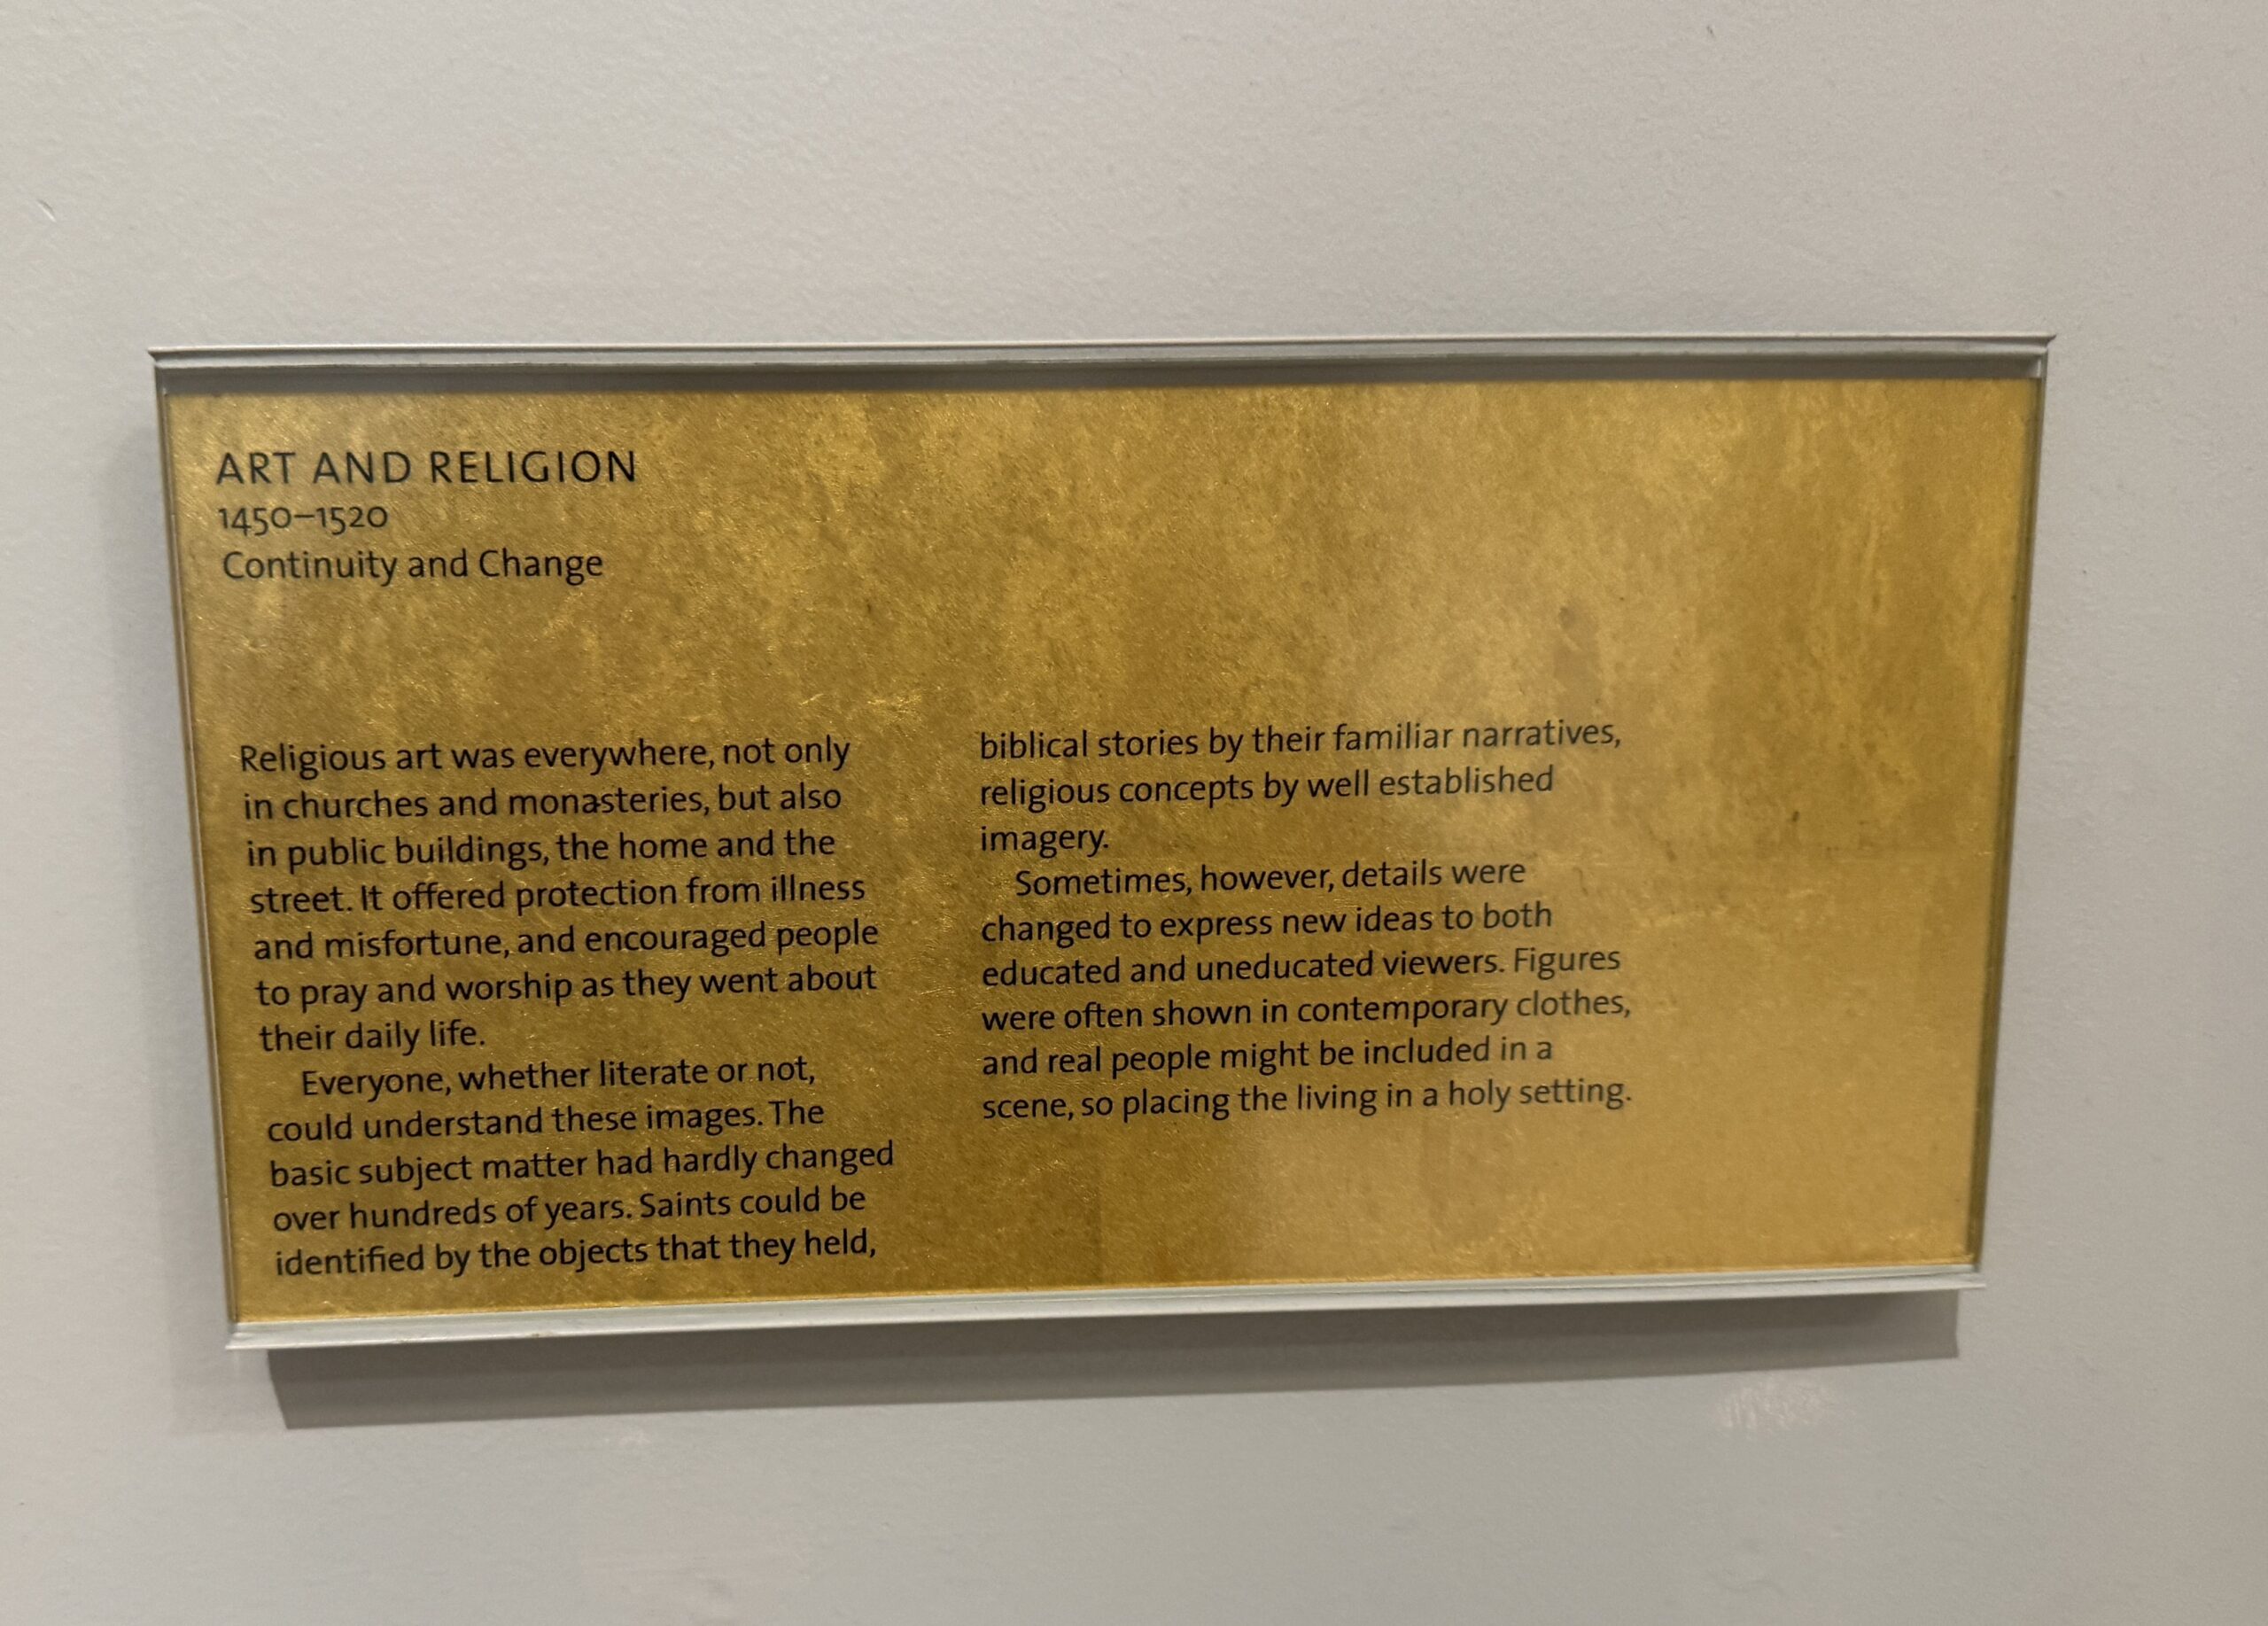 ART AND RELIGION
1450–1520
Continuity and Change
Religious art was everywhere, not only
in churches and monasteries, but also
in public buildings, the home and the
street. It offered protection from illness
and misfortune, and encouraged people
to pray and worship as they went about
their daily life.
Everyone, whether literate or not,
could understand these images. The
basic subject matter had hardly changed
over hundreds of years. Saints could be
identified by the objects that they held,
biblical stories by their familiar narratives,
religious concepts by well established
imagery.
Sometimes, however, details were
changed to express new ideas to both
educated and uneducated viewers. Figures
were often shown in contemporary clothes,
and real people might be included in a
scene, so placing the living in a holy setting.